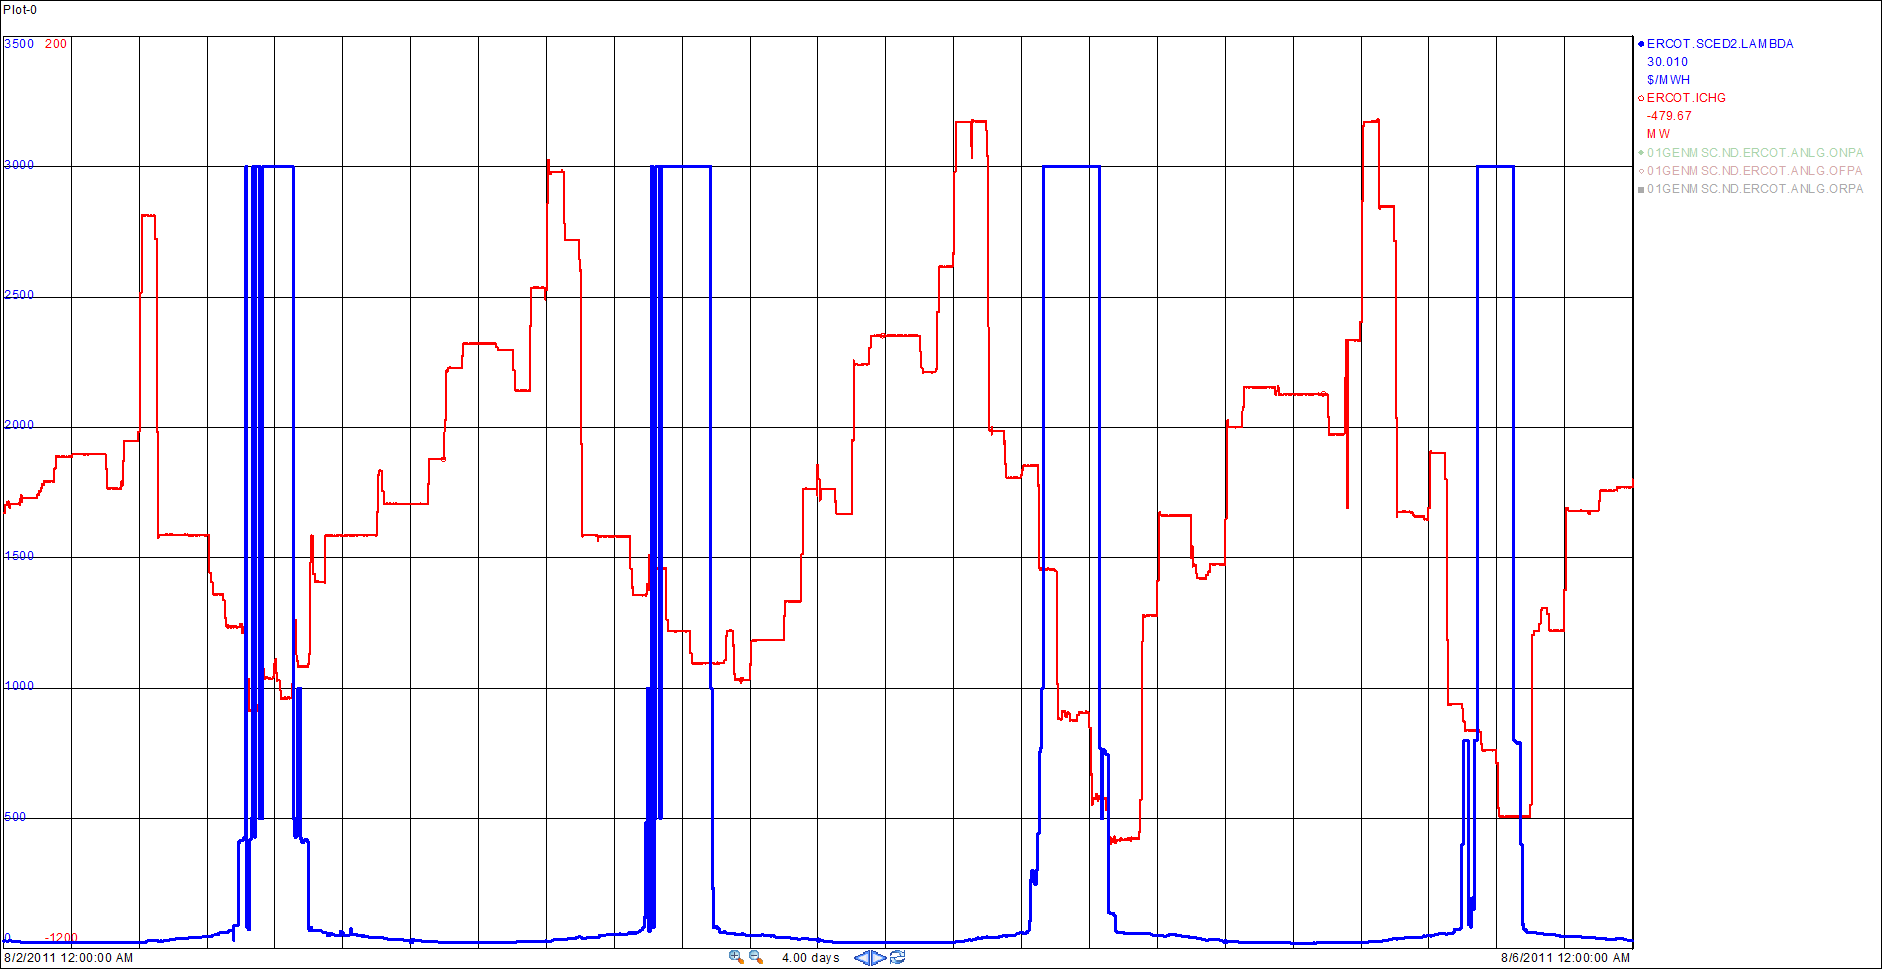 Plot-0
3500 200
ERCOT.SCED2.LAMBDA
30.010
$/MWH
ERCOT.ICHG
-479.67
MW
01GENMSC.ND.ERCOT.ANLG.ONPA
01GENMSC.ND.ERCOT.ANLG.OFPA
01GENMSC.ND.ERCOT.ANLG.ORPA
3000
2500
2000
1500
1000
500
0 -1200
8/2/2011 12:00:00 AM 4.00 days 8/6/2011 12:00:00 AM